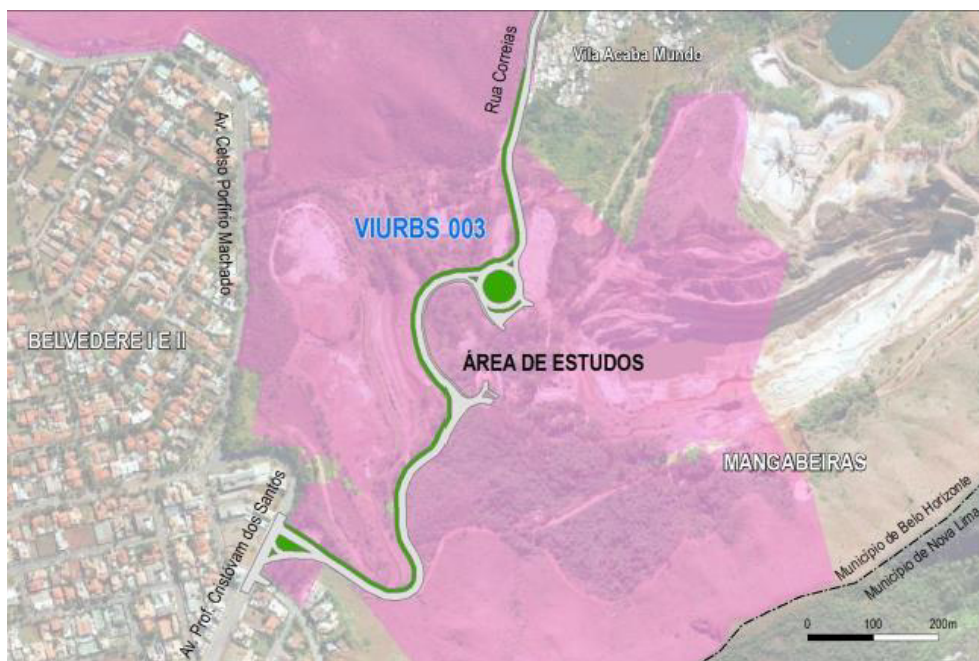 Vila Acaba Mundo
Rua Correias
Av. Celso Porfírio Machado
VIURBS 003
BELVEDERE I E II
ÁREA DE ESTUDOS
MANGABEIRAS
Av. Prof. Cristóvam dos Santos
Município de Belo Horizonte
Município de Nova Lima
0 100 200m